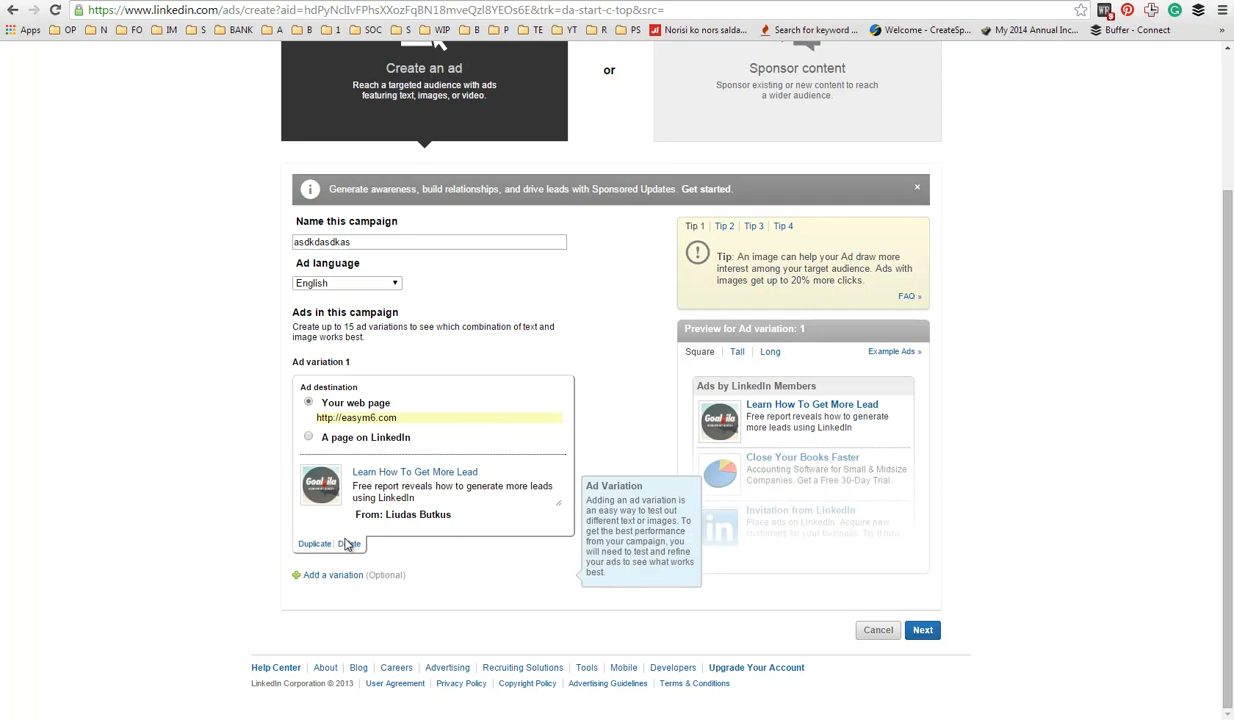 https://www.linkedin.com/ads/create?aid=hdPyNclIvFPhsXXozFqBN18mveQzl8YEOs6E&trk=da-start-c-top&src=
Apps OP N FO IM S BANK A B 1 SOC S WIP B P TE YT R PS Norisi ko nors salda... Search for keyword ... Welcome - CreateSp... My 2014 Annual Inc... Buffer - Connect »
Create an ad
Reach a targeted audience with ads
featuring text, images, or video.
or
Sponsor content
Sponsor existing or new content to reach
a wider audience.
Generate awareness, build relationships, and drive leads with Sponsored Updates. Get started. ×
Name this campaign
asdkdasdkas
Ad language
English
Ads in this campaign
Create up to 15 ad variations to see which combination of text and
image works best.
Ad variation 1
Ad destination
Your web page
http://easym6.com
A page on LinkedIn
Learn How To Get More Lead
Free report reveals how to generate more leads
using LinkedIn
From: Liudas Butkus
Duplicate
Add a variation (Optional)
Ad Variation
Adding an ad variation is
an easy way to test out
different text or images. To
get the best performance
from your campaign, you
will need to test and refine
your ads to see what works
best.
Tip 1 | Tip 2 | Tip 3 | Tip 4
Tip: An image can help your Ad draw more
interest among your target audience. Ads with
images get up to 20% more clicks.
FAQ »
Preview for Ad variation: 1
Square | Tall | Long Example Ads »
Ads by LinkedIn Members
Learn How To Get More Lead
Free report reveals how to generate
more leads using LinkedIn
Close Your Books Faster
Accounting Software for Small & Midsize
Companies. Get a Free 30-Day Trial.
Invitation from LinkedIn
Place ads on LinkedIn. Acquire new
customers for your business. Try it now
Cancel Next
Help Center | About | Blog | Careers | Advertising | Recruiting Solutions | Tools | Mobile | Developers | Upgrade Your Account
LinkedIn Corporation © 2013 | User Agreement | Privacy Policy | Copyright Policy | Advertising Guidelines | Terms & Conditions